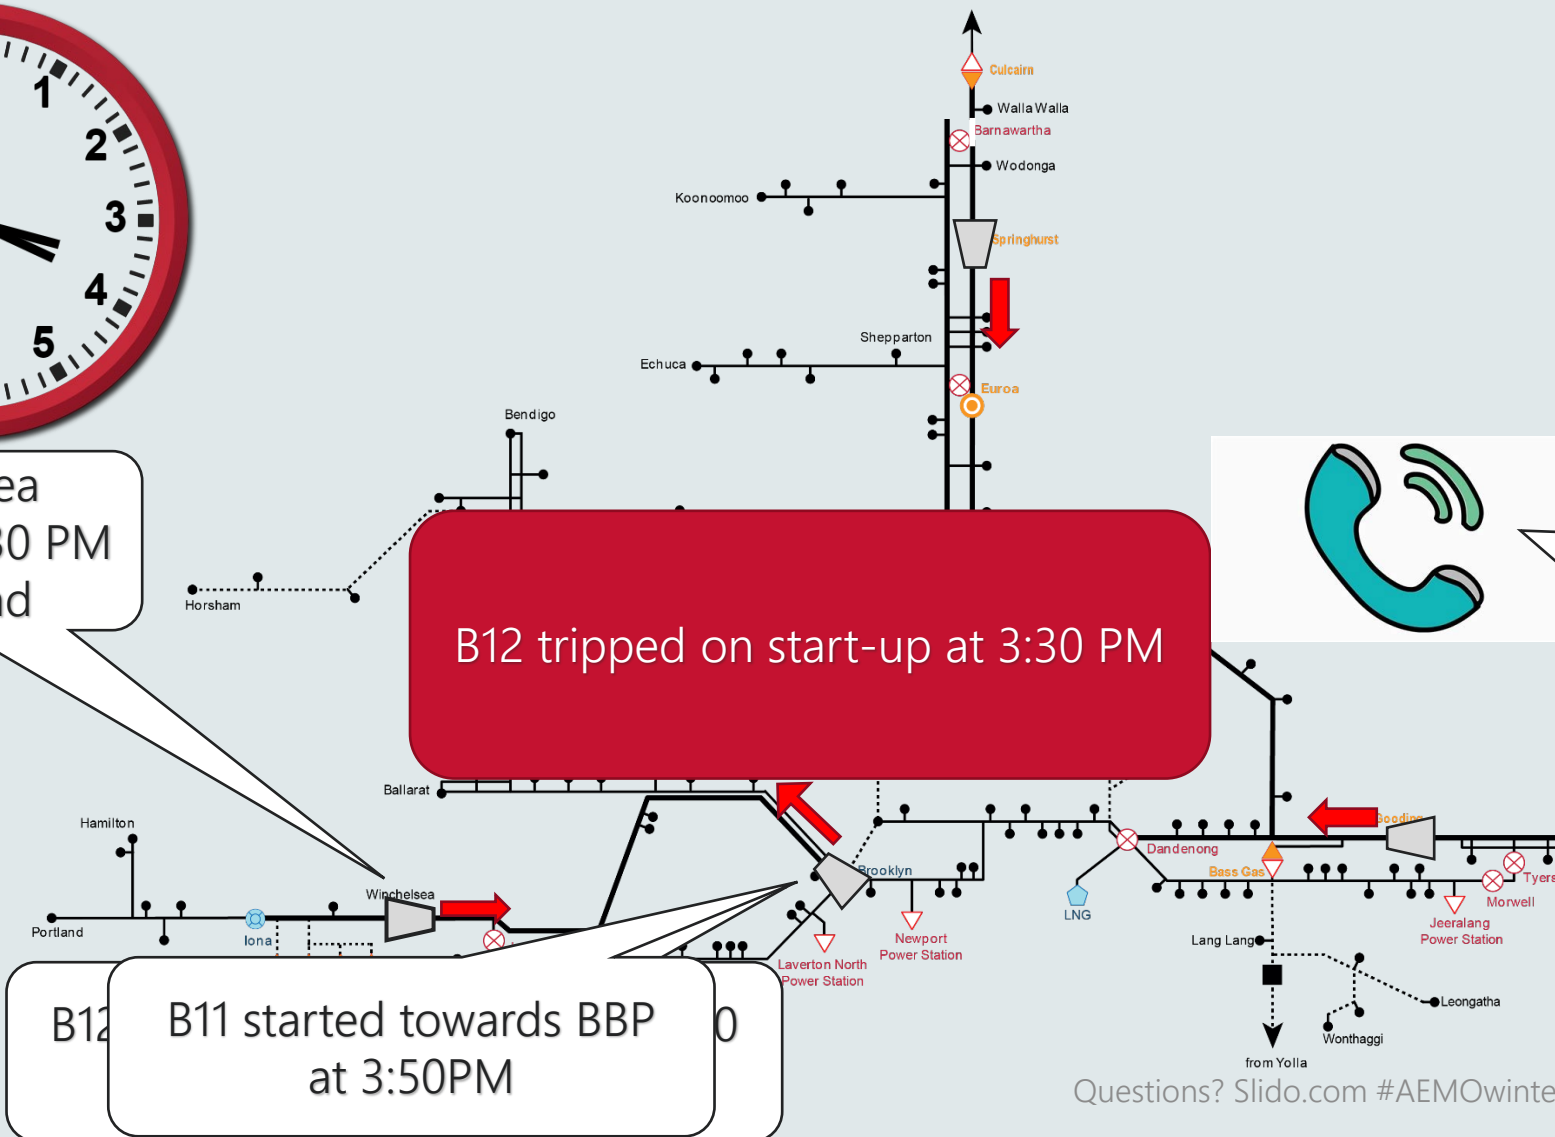 1
2
3
4
5
Culcairn
Walla Walla
Barnawartha
Wodonga
Koonoomoo
Springhurst
Shepparton
Echuca
Euroa
Bendigo
30 PM
Horsham
B12 tripped on start-up at 3:30 PM
Ballarat
Hamilton
Gooding
Dandenong
Brooklyn
Bass Gas
Tyers
Winchelsea
Morwell
LNG
Portland
Iona
Newport
Power Station
Jeeralang
Power Station
Lang Lang
Laverton North
Power Station
B12
0
B11 started towards BBP
at 3:50PM
Leongatha
Wonthaggi
from Yolla
Questions? Slido.com #AEMOwinte